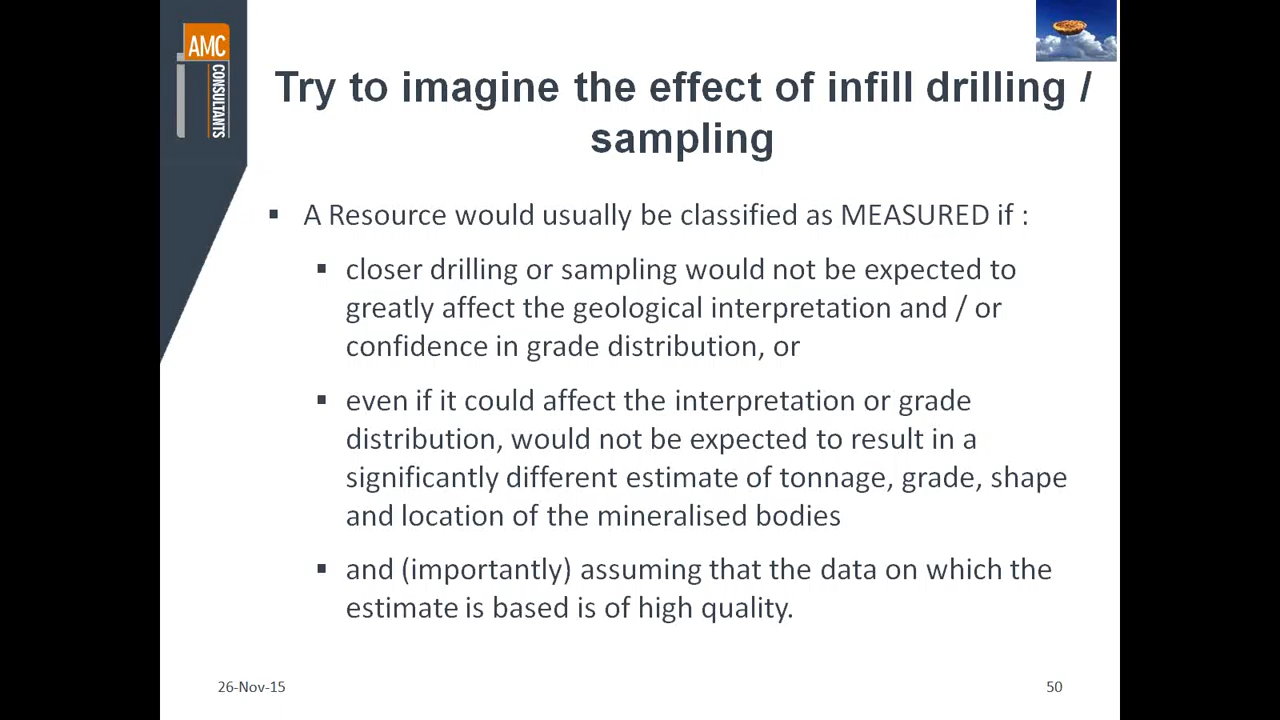 AMC
CONSULTANTS
Try to imagine the effect of infill drilling /
sampling
▪ A Resource would usually be classified as MEASURED if :
▪ closer drilling or sampling would not be expected to
greatly affect the geological interpretation and / or
confidence in grade distribution, or
▪ even if it could affect the interpretation or grade
distribution, would not be expected to result in a
significantly different estimate of tonnage, grade, shape
and location of the mineralised bodies
▪ and (importantly) assuming that the data on which the
estimate is based is of high quality.
26-Nov-15
50